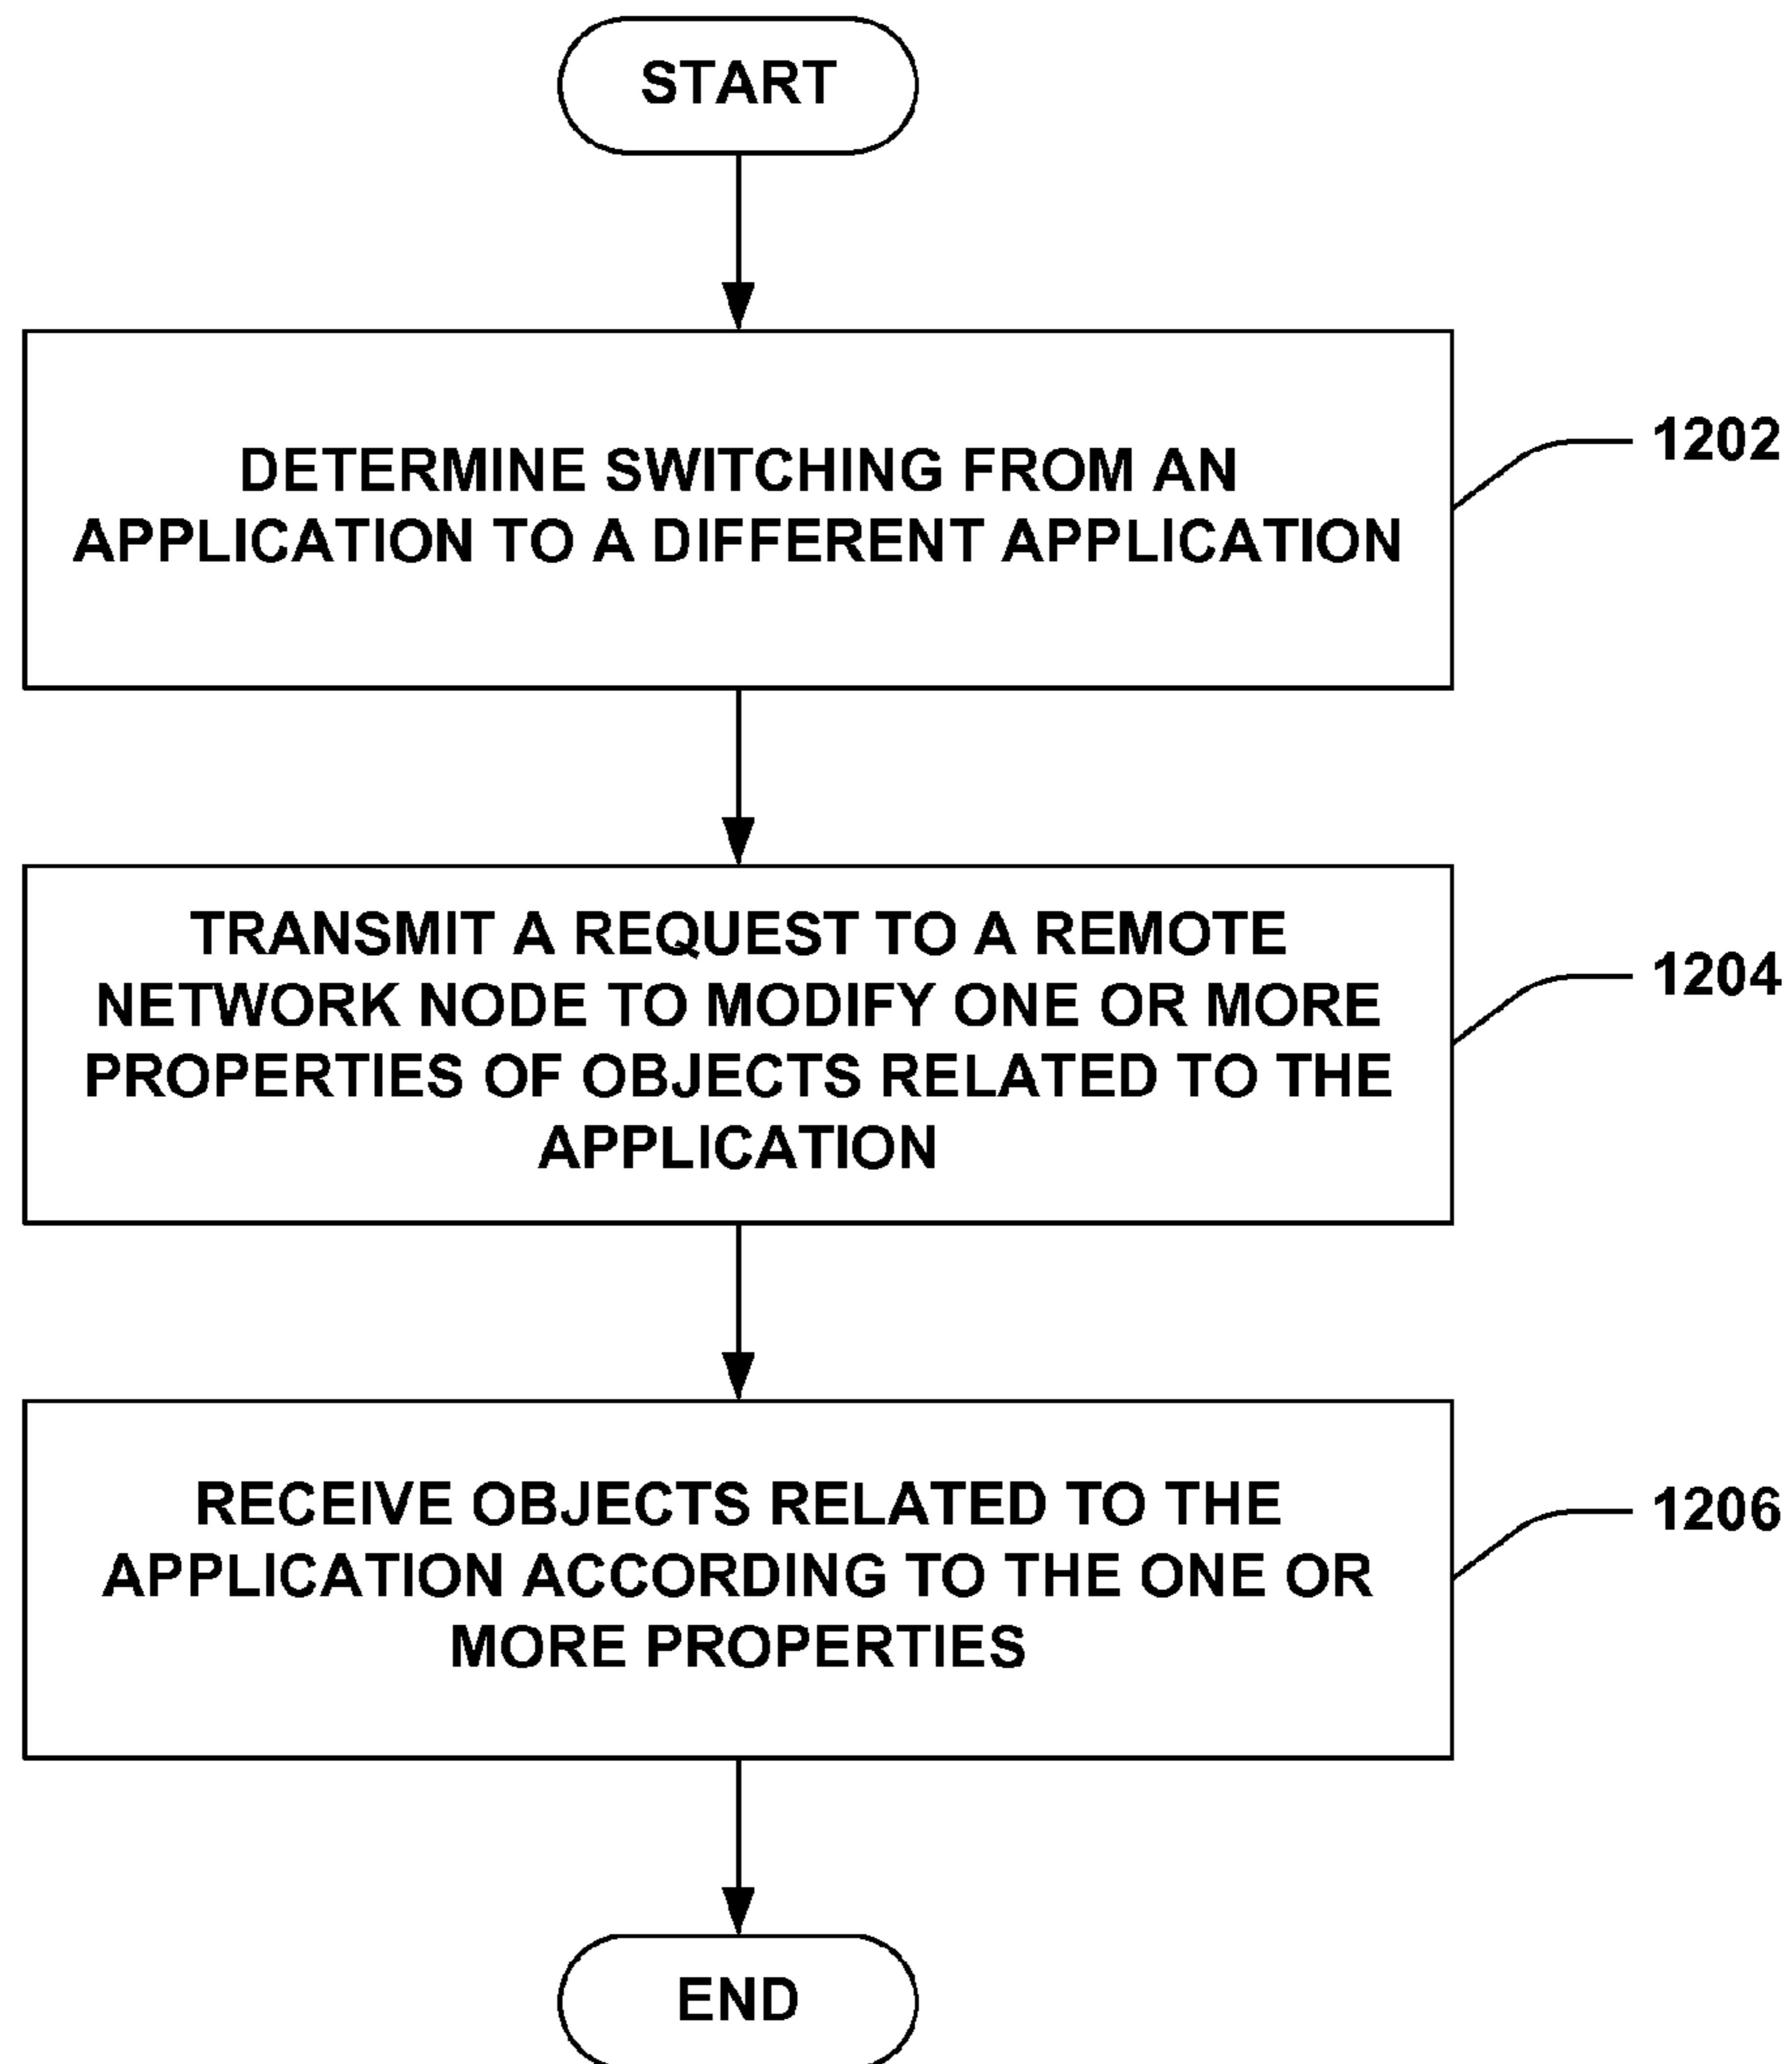 START
DETERMINE SWITCHING FROM AN
APPLICATION TO A DIFFERENT APPLICATION
1202
TRANSMIT A REQUEST TO A REMOTE
NETWORK NODE TO MODIFY ONE OR MORE
PROPERTIES OF OBJECTS RELATED TO THE
APPLICATION
1204
RECEIVE OBJECTS RELATED TO THE
APPLICATION ACCORDING TO THE ONE OR
MORE PROPERTIES
1206
END